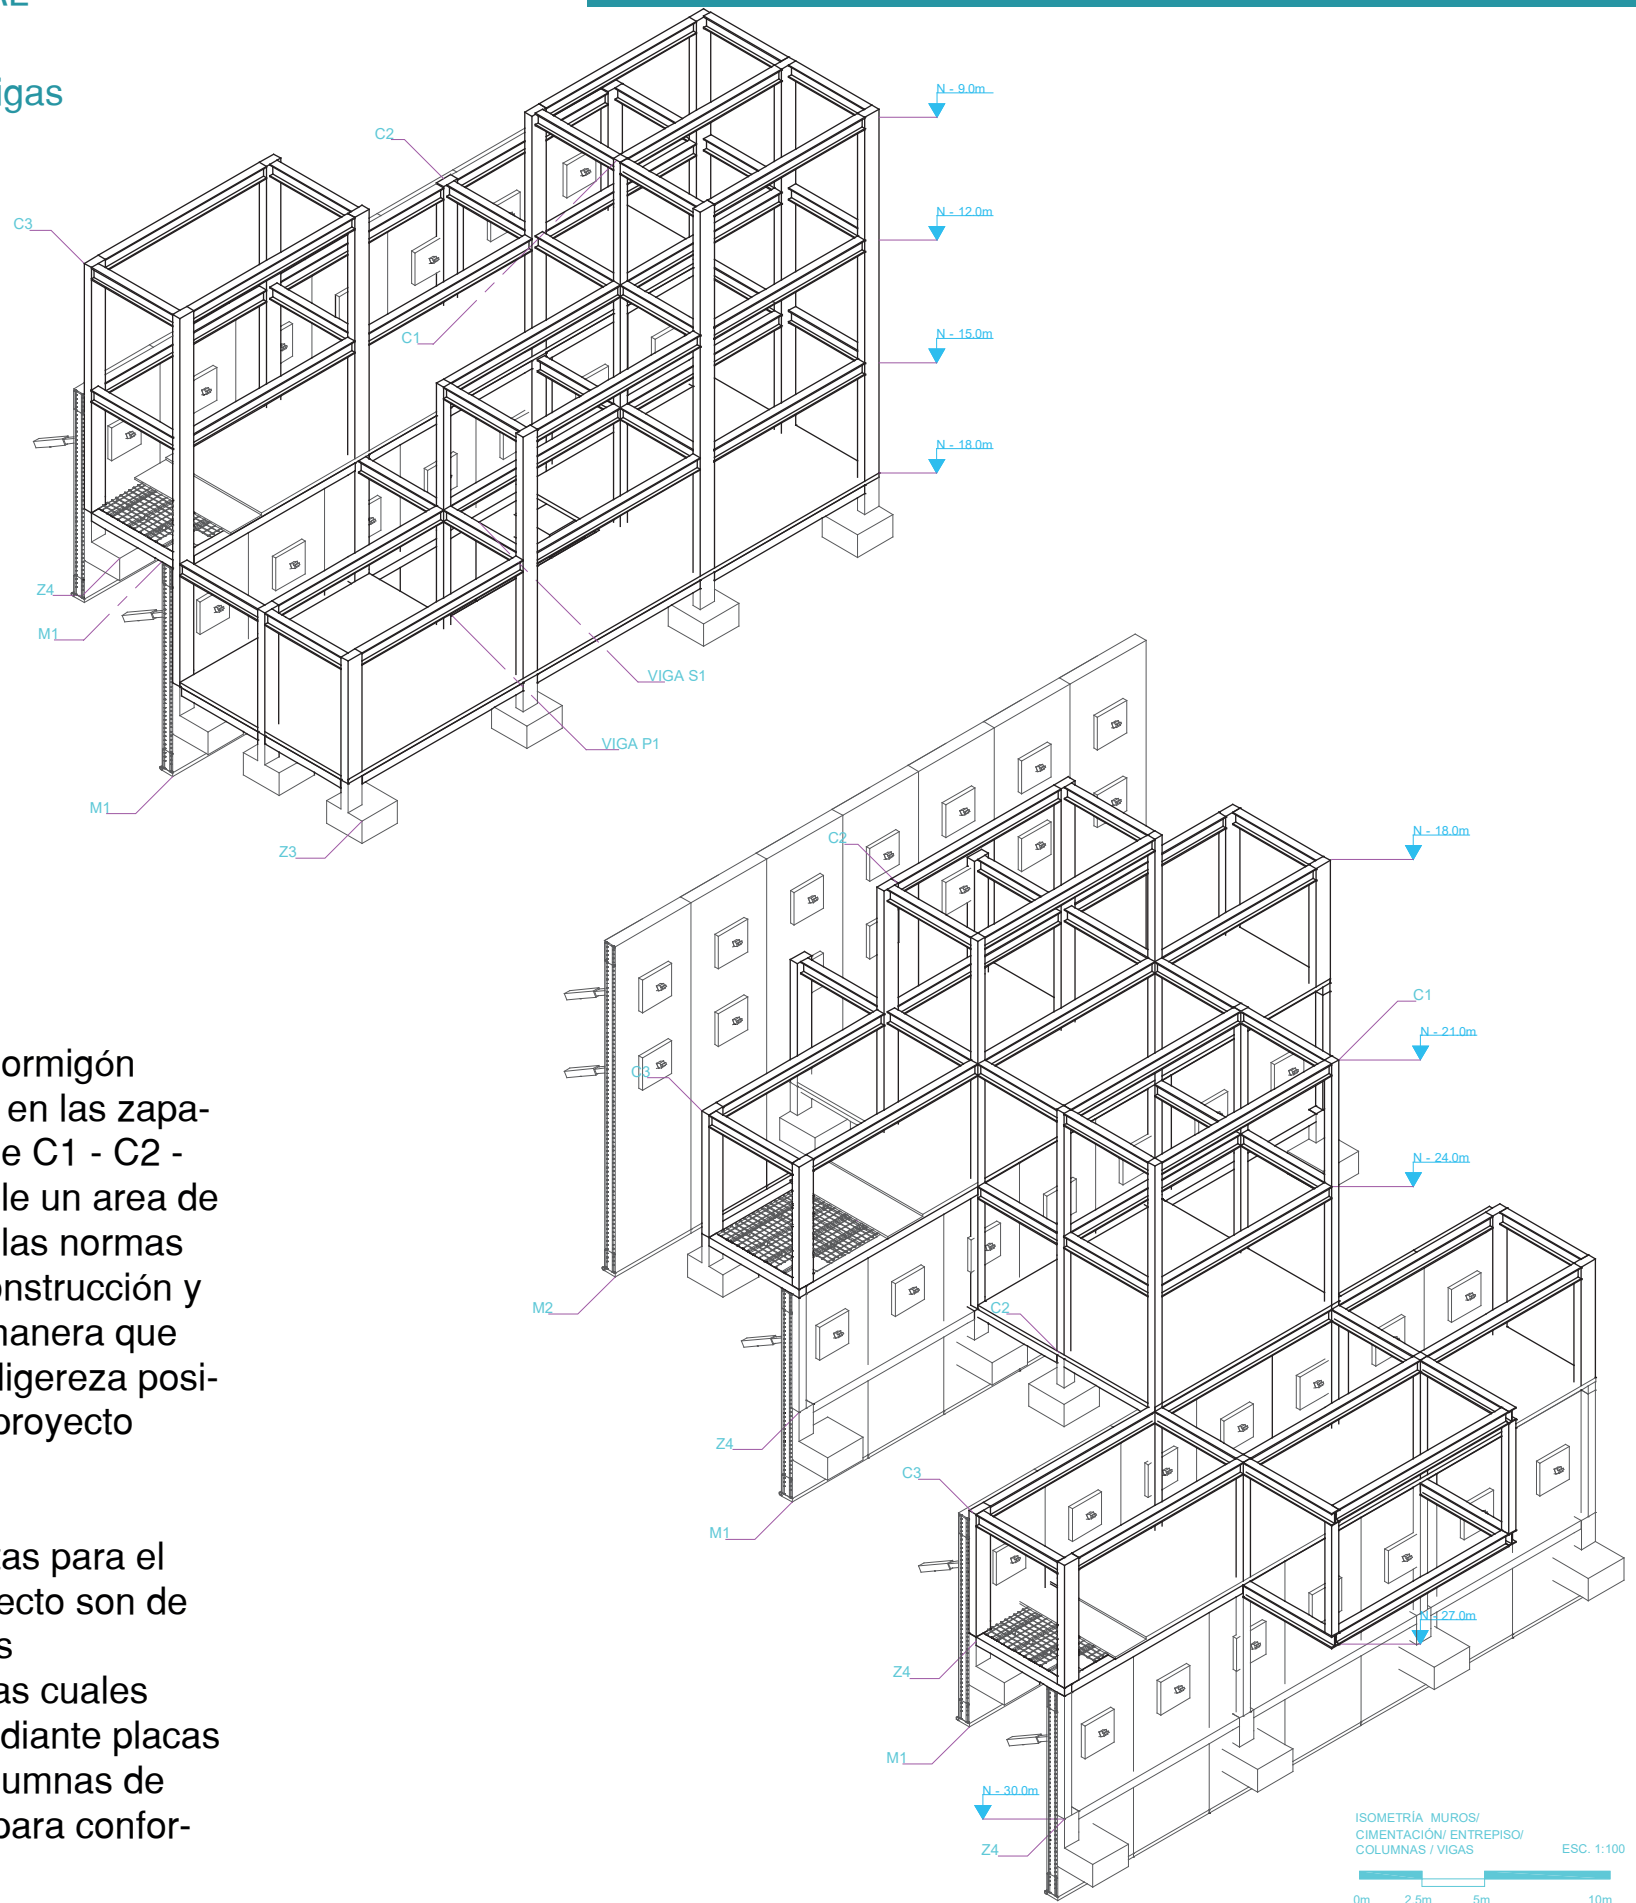 igas
C2
C3
C1
N - 9.0m
N - 12.0m
N - 15.0m
N - 18.0m
Z4
M1
VIGA S1
VIGA P1
M1
Z3
ormigón
en las zapa-
e C1 - C2 -
le un area de
las normas
onstrucción y
nanera que
ligereza posi-
proyecto
tas para el
ecto son de
s
as cuales
diante placas
umnas de
para confor-
C2
N - 18.0m
C1
N - 21.0m
C3
N - 24.0m
M2
C2
Z4
C3
M1
N - 27.0m
Z4
M1
N - 30.0m
Z4
ISOMETRÍA MUROS/
CIMENTACIÓN/ ENTREPISO/
COLUMNAS / VIGAS
ESC. 1:100
0m 2.5m 5m 10m